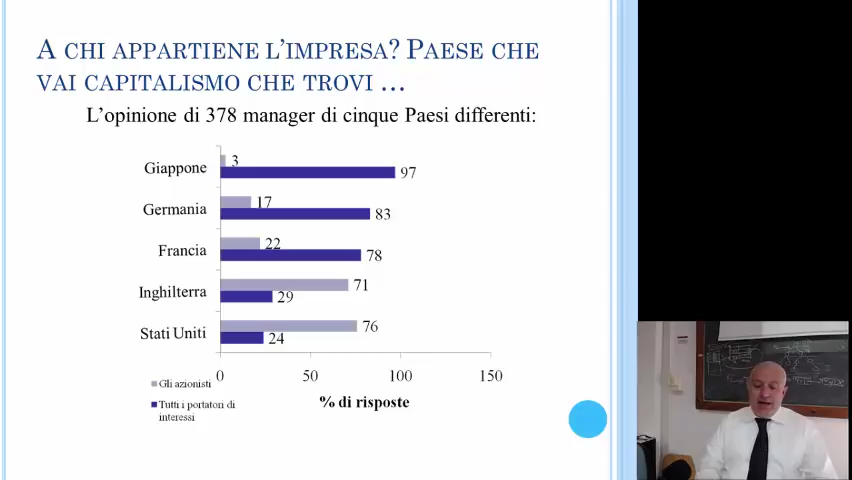 A CHI APPARTIENE L'IMPRESA? PAESE CHE
VAI CAPITALISMO CHE TROVI …
L'opinione di 378 manager di cinque Paesi differenti:
Giappone 3
97
Germania 17
83
Francia 22
78
Inghilterra 71
29
Stati Uniti 76
24
0 50 100 150
% di risposte
Gli azionisti
Tutti i portatori di
interessi